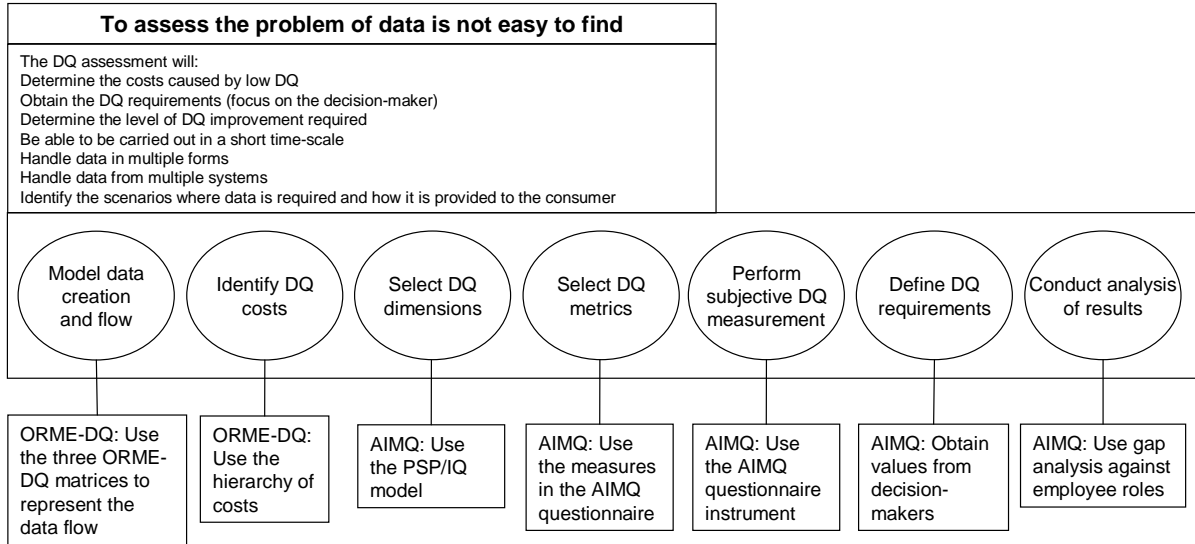 To assess the problem of data is not easy to find
The DQ assessment will:
Determine the costs caused by low DQ
Obtain the DQ requirements (focus on the decision-maker)
Determine the level of DQ improvement required
Be able to be carried out in a short time-scale
Handle data in multiple forms
Handle data from multiple systems
Identify the scenarios where data is required and how it is provided to the consumer
Model data
creation
and flow
Identify DQ
costs
Select DQ
dimensions
Select DQ
metrics
Perform
subjective DQ
measurement
Define DQ
requirements
Conduct analysis
of results
ORME-DQ: Use
the three ORME-
DQ matrices to
represent the
data flow
ORME-DQ:
Use the
hierarchy of
costs
AIMQ: Use
the PSP/IQ
model
AIMQ: Use
the measures
in the AIMQ
questionnaire
AIMQ: Use
the AIMQ
questionnaire
instrument
AIMQ: Obtain
values from
decision-
makers
AIMQ: Use gap
analysis against
employee roles